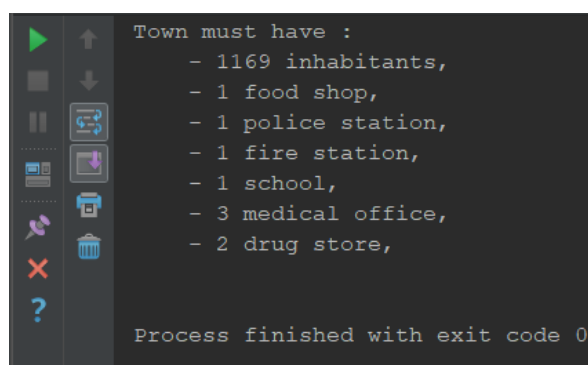 Town must have :
- 1169 inhabitants,
- 1 food shop,
- 1 police station,
- 1 fire station,
- 1 school,
- 3 medical office,
- 2 drug store,
Process finished with exit code 0